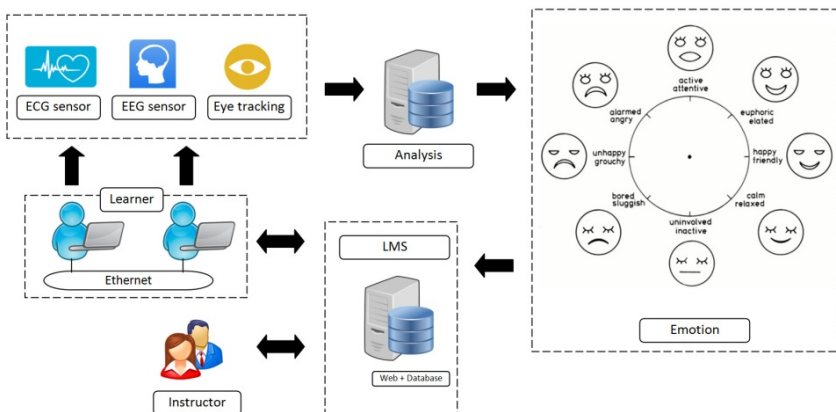 ECG sensor
EEG sensor
Eye tracking
Analysis
active
attentive
euphoric
elated
happy
friendly
calm
relaxed
uninvolved
inactive
bored
sluggish
unhappy
grouchy
alarmed
angry
Emotion
Learner
Ethernet
LMS
Web + Database
Instructor